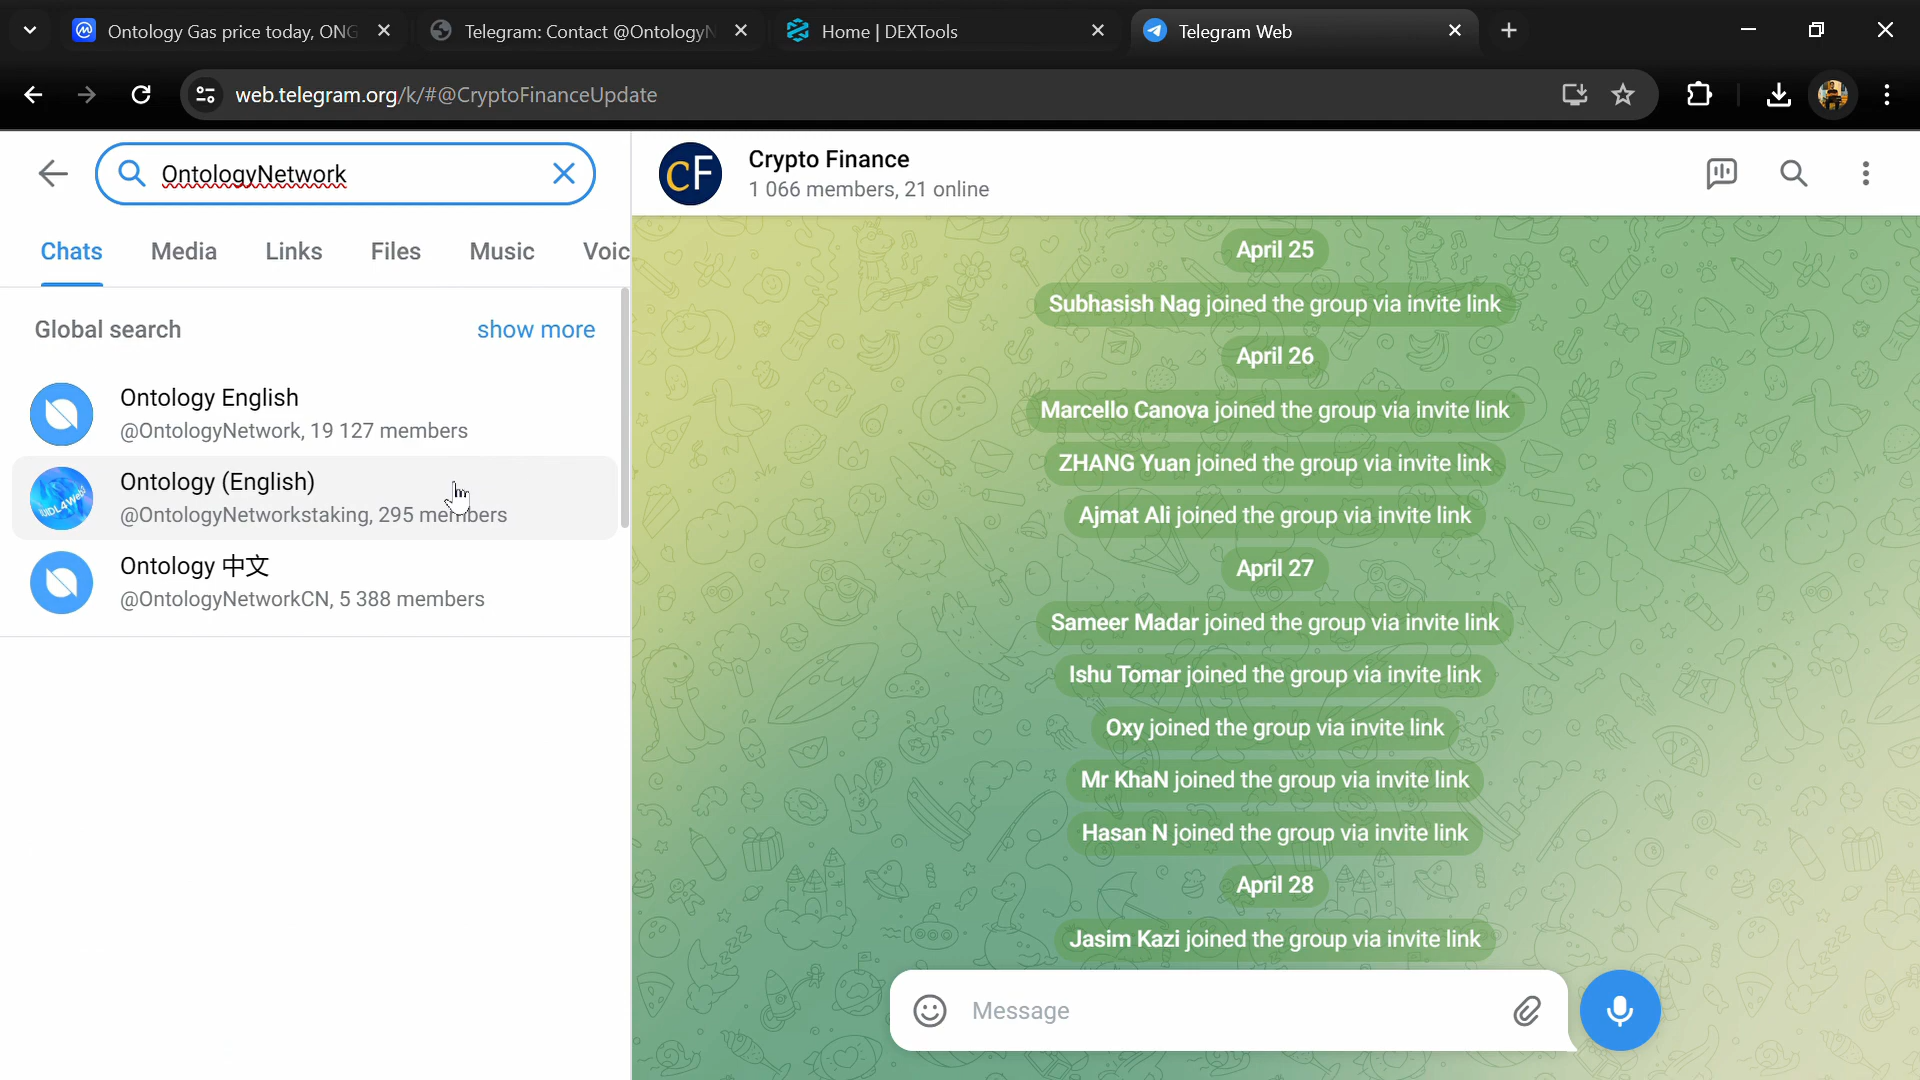 Ontology Gas price today, ONG
Telegram: Contact @OntologyN
Home | DEXTools
Telegram Web
web.telegram.org/k/#@CryptoFinanceUpdate
OntologyNetwork
Chats Media Links Files Music Voic
Global search show more
Ontology English
@OntologyNetwork, 19 127 members
Ontology (English)
@OntologyNetworkstaking, 295 members
Ontology 中文
@OntologyNetworkCN, 5 388 members
CF
Crypto Finance
1 066 members, 21 online
April 25
Subhasish Nag joined the group via invite link
April 26
Marcello Canova joined the group via invite link
ZHANG Yuan joined the group via invite link
Ajmat Ali joined the group via invite link
April 27
Sameer Madar joined the group via invite link
Ishu Tomar joined the group via invite link
Oxy joined the group via invite link
Mr KhaN joined the group via invite link
Hasan N joined the group via invite link
April 28
Jasim Kazi joined the group via invite link
Message